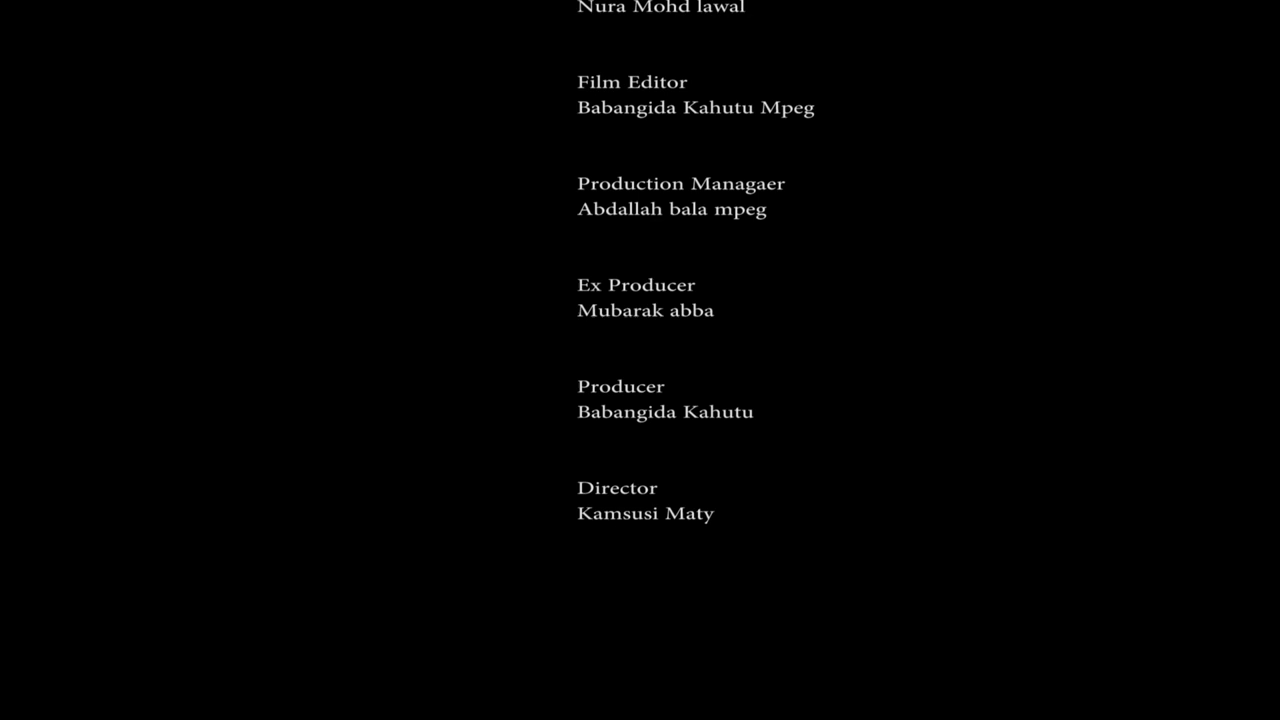 Nura Mohd lawal
Film Editor
Babangida Kahutu Mpeg
Production Managaer
Abdallah bala mpeg
Ex Producer
Mubarak abba
Producer
Babangida Kahutu
Director
Kamsusi Maty